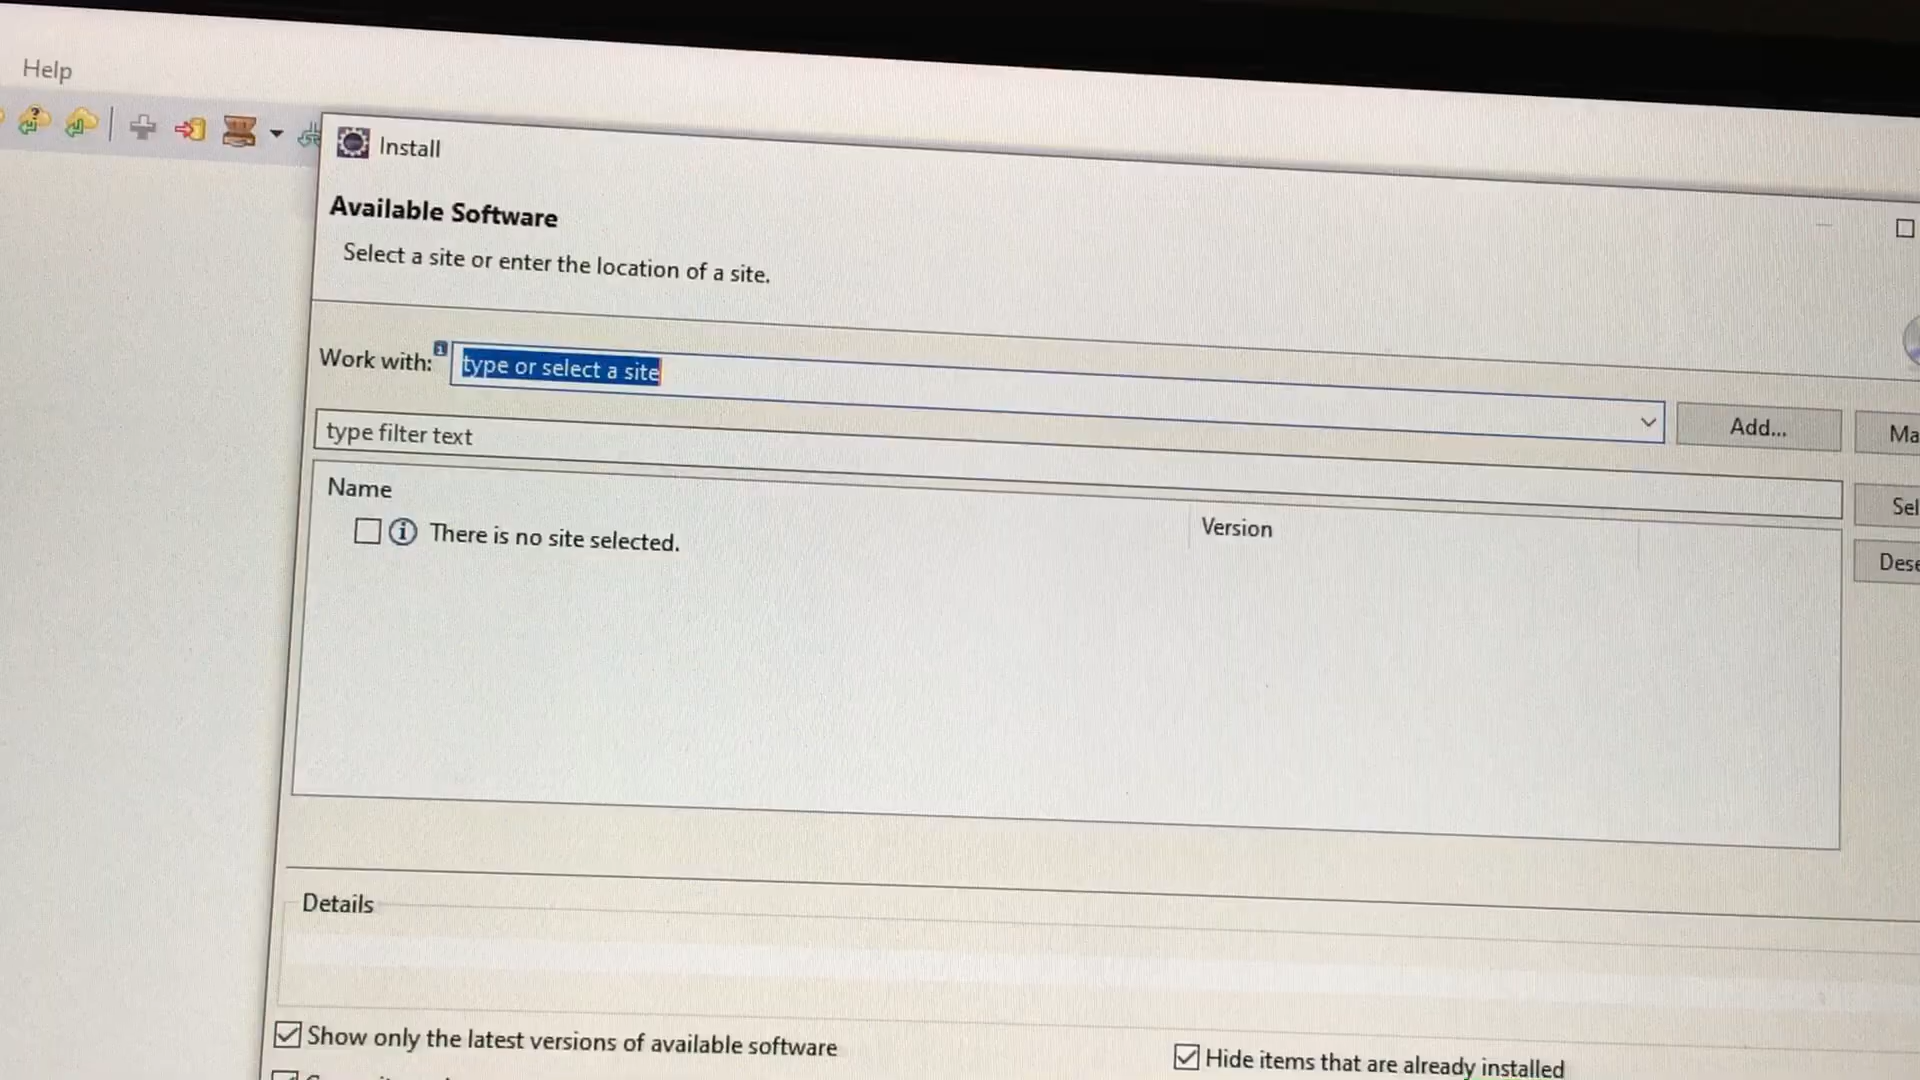 Help
Install
Available Software
Select a site or enter the location of a site.
Work with:
type or select a site
Add...
type filter text
Name
Version
There is no site selected.
Details
Show only the latest versions of available software
Hide items that are already installed